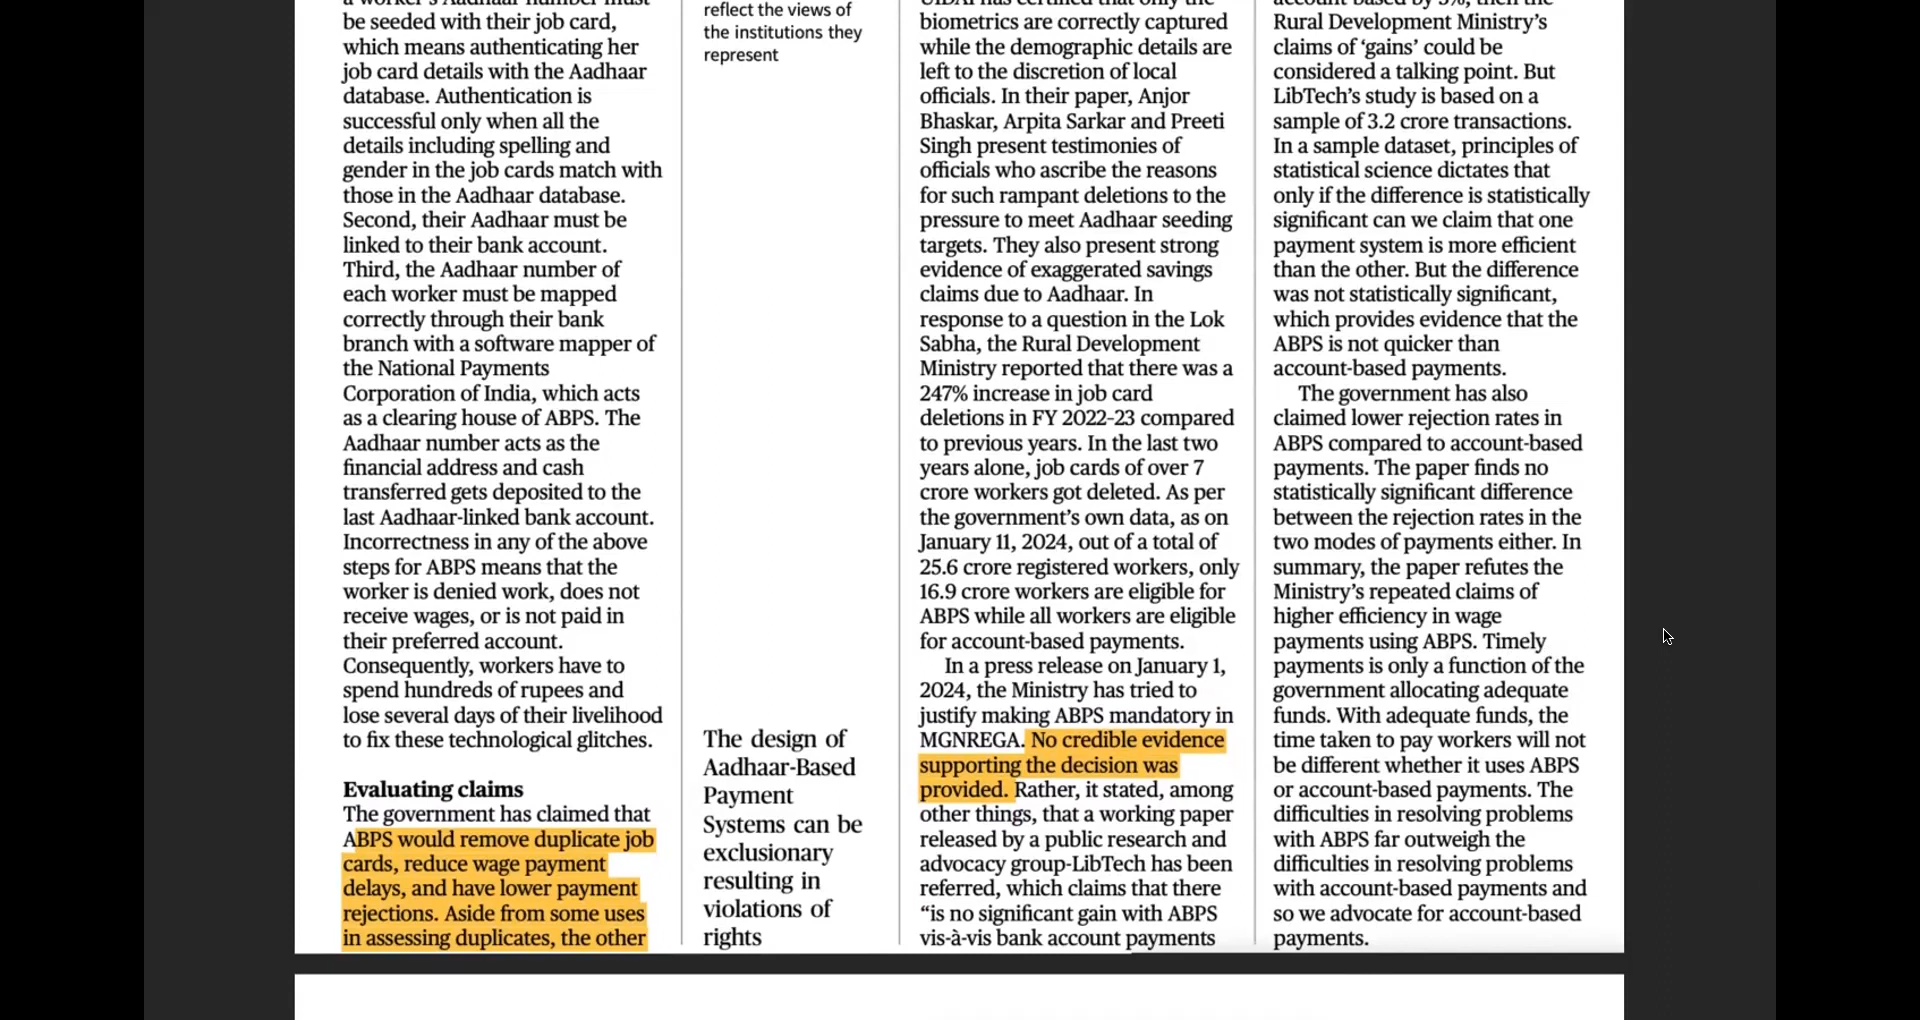 be seeded with their job card,
which means authenticating her
job card details with the Aadhaar
database. Authentication is
successful only when all the
details including spelling and
gender in the job cards match with
those in the Aadhaar database.
Second, their Aadhaar must be
linked to their bank account.
Third, the Aadhaar number of
each worker must be mapped
correctly through their bank
branch with a software mapper of
the National Payments
Corporation of India, which acts
as a clearing house of ABPS. The
Aadhaar number acts as the
financial address and cash
transferred gets deposited to the
last Aadhaar-linked bank account.
Incorrectness in any of the above
steps for ABPS means that the
worker is denied work, does not
receive wages, or is not paid in
their preferred account.
Consequently, workers have to
spend hundreds of rupees and
lose several days of their livelihood
to fix these technological glitches.
Evaluating claims
The government has claimed that
ABPS would remove duplicate job
cards, reduce wage payment
delays, and have lower payment
rejections. Aside from some uses
in assessing duplicates, the other
reflect the views of
the institutions they
represent
The design of
Aadhaar-Based
Payment
Systems can be
exclusionary
resulting in
violations of
rights
UIDAI has certified that only the
biometrics are correctly captured
while the demographic details are
left to the discretion of local
officials. In their paper, Anjor
Bhaskar, Arpita Sarkar and Preeti
Singh present testimonies of
officials who ascribe the reasons
for such rampant deletions to the
pressure to meet Aadhaar seeding
targets. They also present strong
evidence of exaggerated savings
claims due to Aadhaar. In
response to a question in the Lok
Sabha, the Rural Development
Ministry reported that there was a
247% increase in job card
deletions in FY 2022-23 compared
to previous years. In the last two
years alone, job cards of over 7
crore workers got deleted. As per
the government's own data, as on
January 11, 2024, out of a total of
25.6 crore registered workers, only
16.9 crore workers are eligible for
ABPS while all workers are eligible
for account-based payments.
In a press release on January 1,
2024, the Ministry has tried to
justify making ABPS mandatory in
MGNREGA. No credible evidence
supporting the decision was
provided. Rather, it stated, among
other things, that a working paper
released by a public research and
advocacy group-LibTech has been
referred, which claims that there
“is no significant gain with ABPS
vis-à-vis bank account payments
account-based by 3%, then the
Rural Development Ministry’s
claims of ‘gains’ could be
considered a talking point. But
LibTech’s study is based on a
sample of 3.2 crore transactions.
In a sample dataset, principles of
statistical science dictates that
only if the difference is statistically
significant can we claim that one
payment system is more efficient
than the other. But the difference
was not statistically significant,
which provides evidence that the
ABPS is not quicker than
account-based payments.
The government has also
claimed lower rejection rates in
ABPS compared to account-based
payments. The paper finds no
statistically significant difference
between the rejection rates in the
two modes of payments either. In
summary, the paper refutes the
Ministry’s repeated claims of
higher efficiency in wage
payments using ABPS. Timely
payments is only a function of the
government allocating adequate
funds. With adequate funds, the
time taken to pay workers will not
be different whether it uses ABPS
or account-based payments. The
difficulties in resolving problems
with ABPS far outweigh the
difficulties in resolving problems
with account-based payments and
so we advocate for account-based
payments.